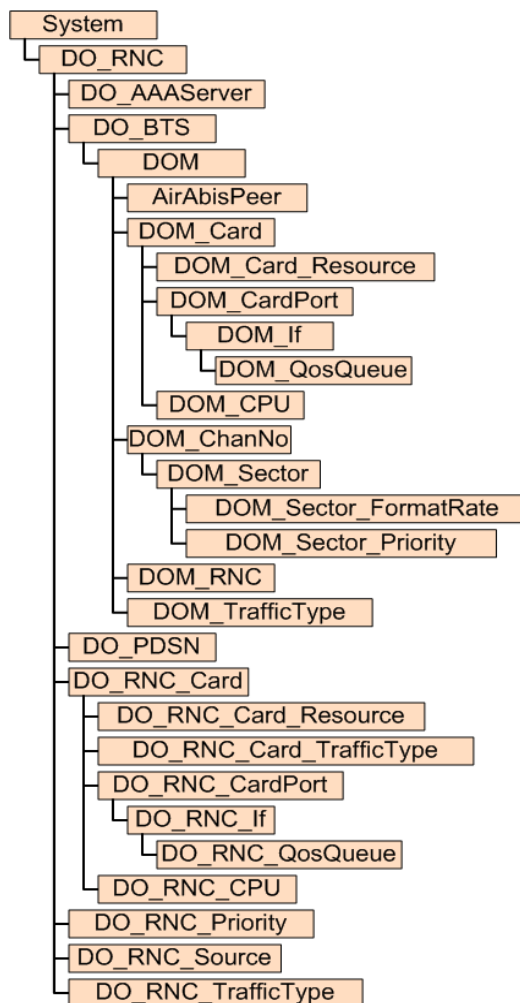 System
DO_RNC
DO_AAAServer
DO_BTS
DOM
AirAbisPeer
DOM_Card
DOM_Card_Resource
DOM_CardPort
DOM_If
DOM_QosQueue
DOM_CPU
DOM_ChanNo
DOM_Sector
DOM_Sector_FormatRate
DOM_Sector_Priority
DOM_RNC
DOM_TrafficType
DO_PDSN
DO_RNC_Card
DO_RNC_Card_Resource
DO_RNC_Card_TrafficType
DO_RNC_CardPort
DO_RNC_If
DO_RNC_QosQueue
DO_RNC_CPU
DO_RNC_Priority
DO_RNC_Source
DO_RNC_TrafficType